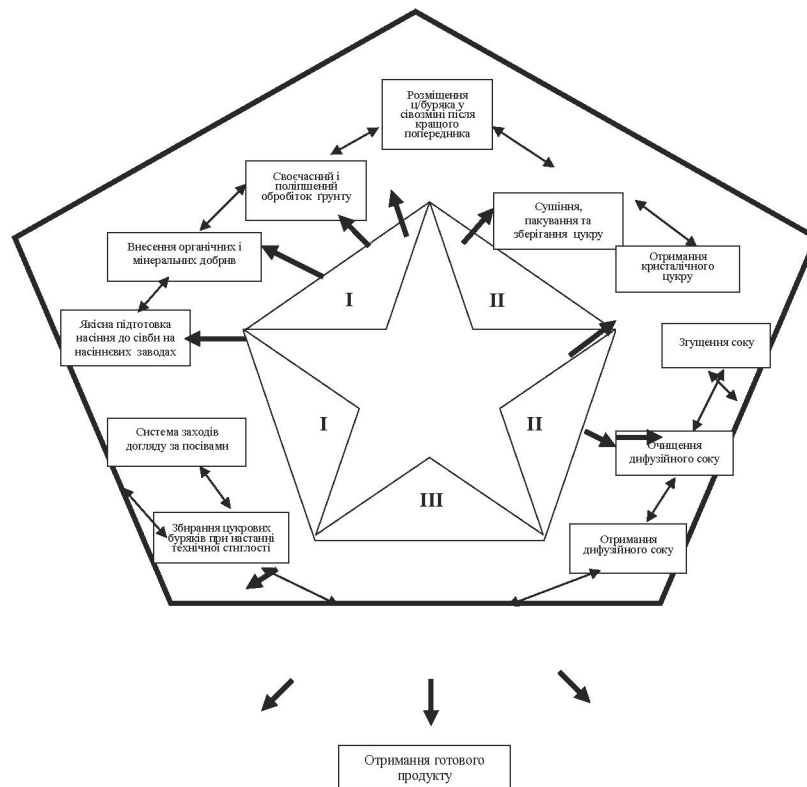 Розміщення
ц/буряка у
сівозміні після
кращого
попередника
Своєчасний і
поліпшений
обробіток ґрунту
Сушіння,
пакування та
зберігання цукру
Внесення органічних і
мінеральних добрив
Отримання
кристалічного
цукру
I
II
Якісна підготовка
насіння до сівби на
насіннєвих заводах
Згущення соку
Система заходів
догляду за посівами
I
II
Очищення
дифузійного соку
III
Збирання цукрових
буряків при настанні
технічної стиглості
Отримання
дифузійного соку
Отримання готового
продукту